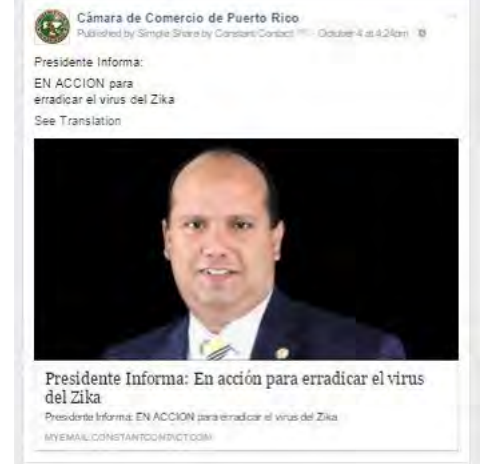 Cámara de Comercio de Puerto Rico
Published by Simple Share by Constant Contact · October 4 at 4:24am
Presidente Informa:
EN ACCION para
erradicar el virus del Zika
See Translation
Presidente Informa: En acción para erradicar el virus
del Zika
Presidente Informa: EN ACCION para erradicar el virus del Zika
MYEMAIL.CONSTANTCONTACT.COM